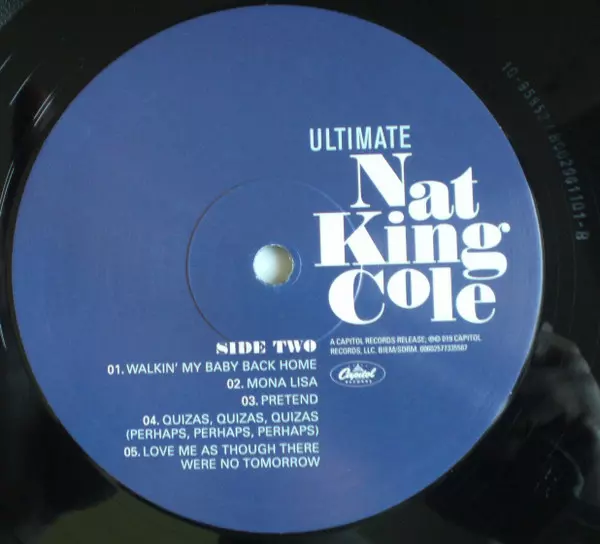 ULTIMATE
Nat
King
Cole
SIDE TWO
01. WALKIN' MY BABY BACK HOME
02. MONA LISA
03. PRETEND
04. QUIZAS, QUIZAS, QUIZAS
(PERHAPS, PERHAPS, PERHAPS)
05. LOVE ME AS THOUGH THERE
WERE NO TOMORROW
A CAPITOL RECORDS RELEASE; ℗© 019 CAPITOL
RECORDS, LLC. BIEM/SDRM.
Capitol
RECORDS